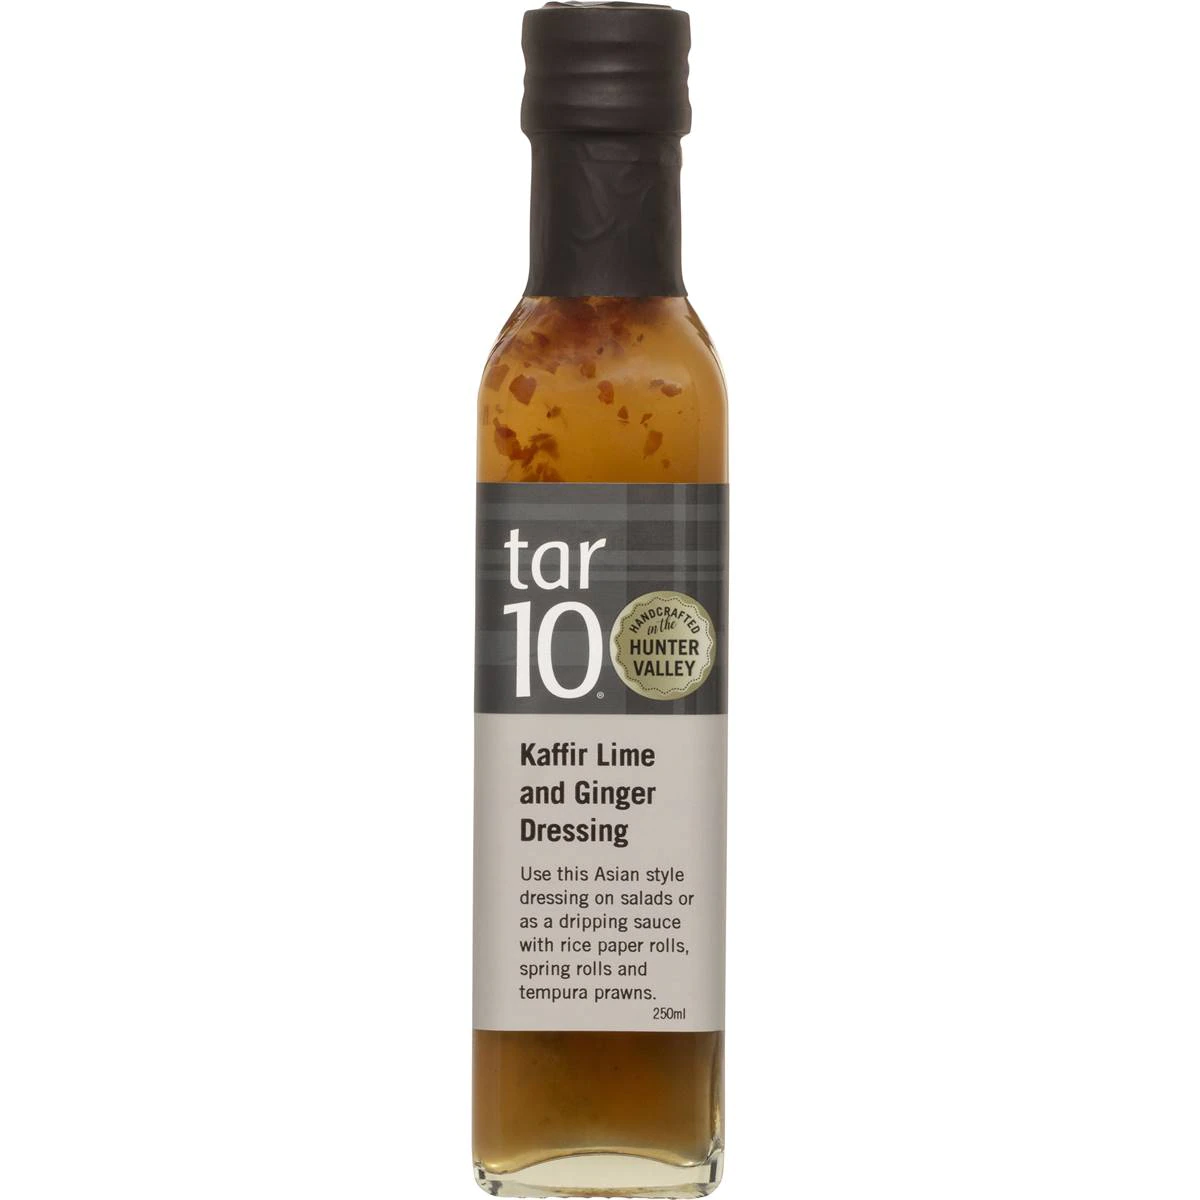 tar
10®
HANDCRAFTED
in the
HUNTER
VALLEY
Kaffir Lime
and Ginger
Dressing
Use this Asian style
dressing on salads or
as a dripping sauce
with rice paper rolls,
spring rolls and
tempura prawns.
250ml